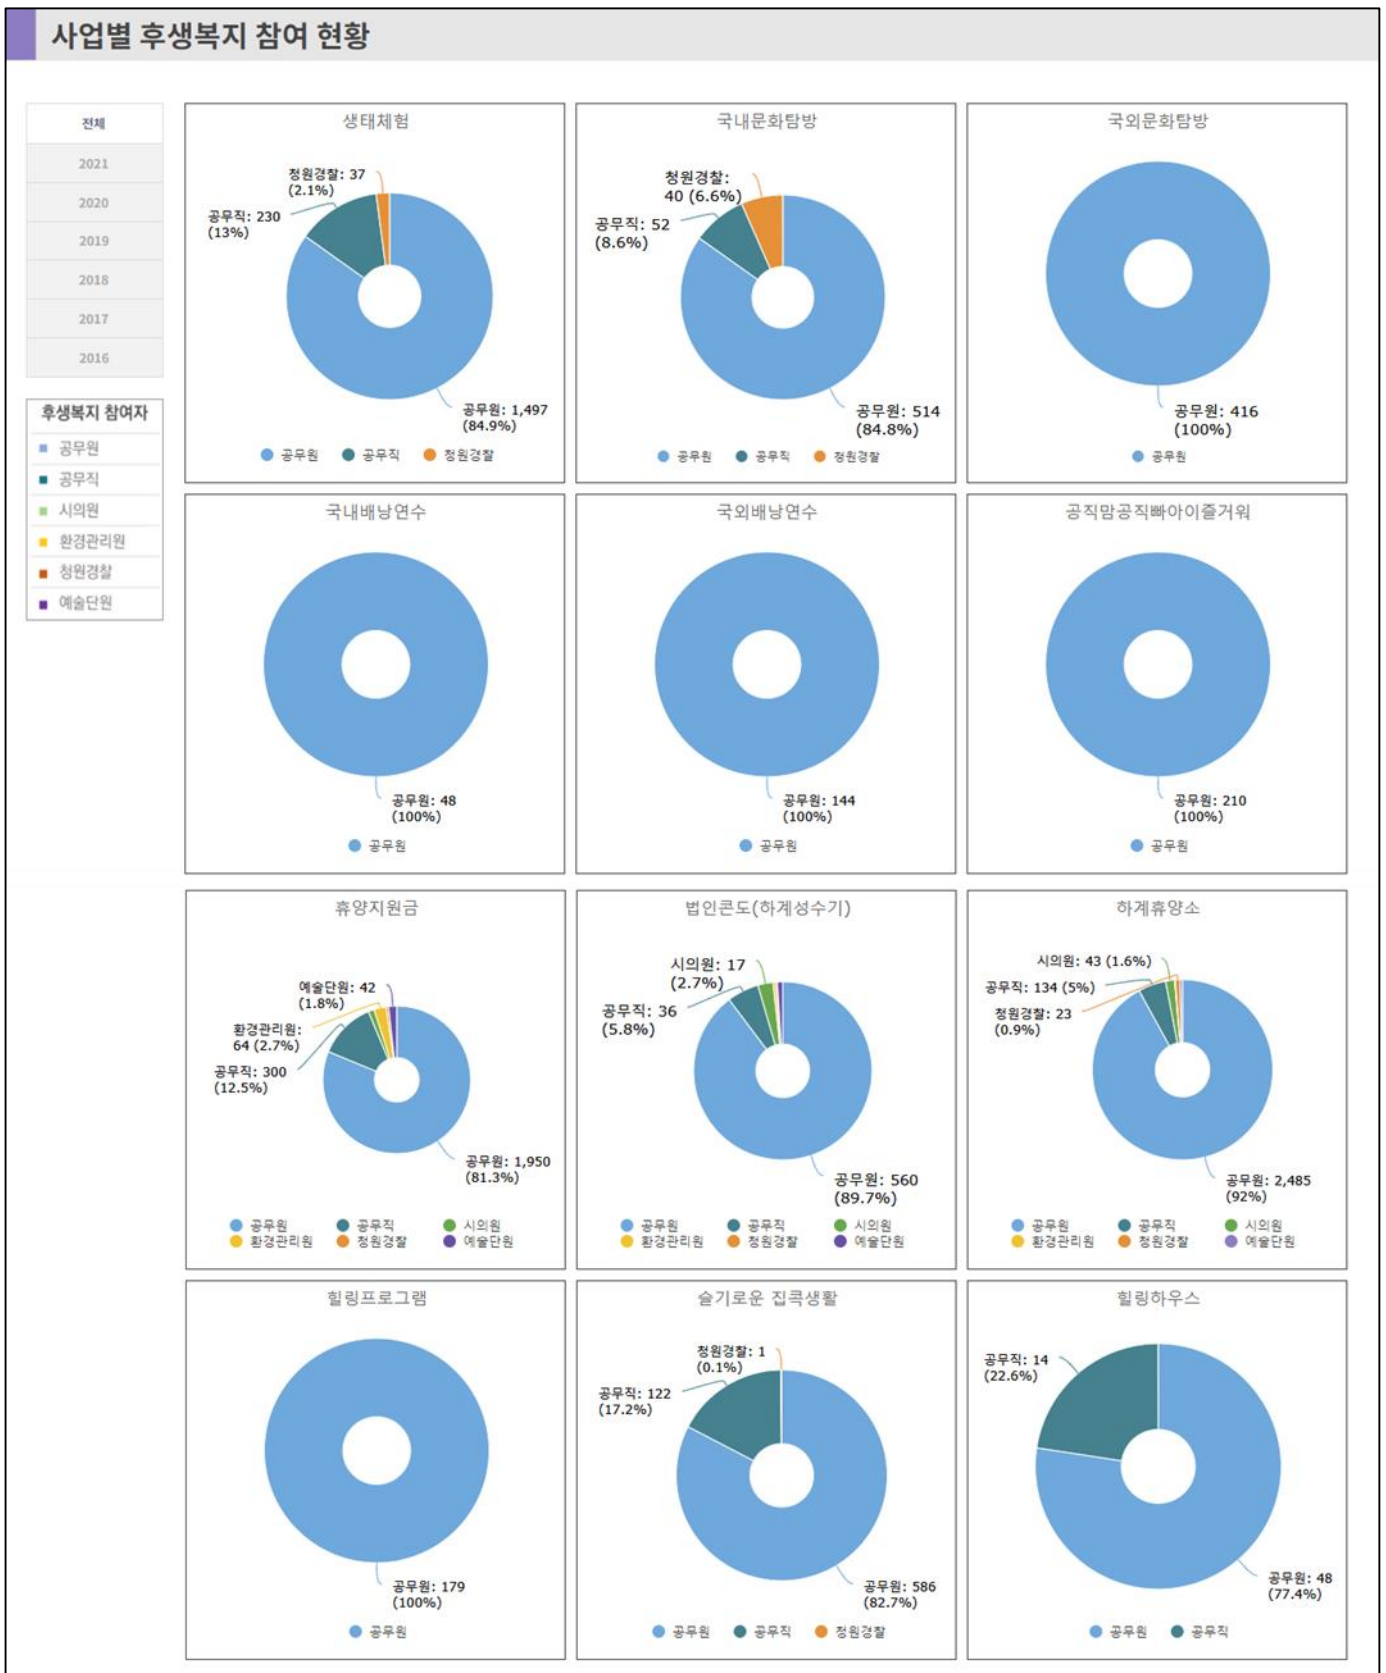 사업별 후생복지 참여 현황
전체
2021
2020
2019
2018
2017
2016
후생복지 참여자
공무원
공무직
시의원
환경관리원
청원경찰
예술단원
생태체험
청원경찰: 37
(2.1%)
공무직: 230
(13%)
공무원: 1,497
(84.9%)
공무원 공무직 청원경찰
국내문화탐방
청원경찰:
40 (6.6%)
공무직: 52
(8.6%)
공무원: 514
(84.8%)
공무원 공무직 청원경찰
국외문화탐방
공무원: 416
(100%)
공무원
국내배낭연수
공무원: 48
(100%)
공무원
국외배낭연수
공무원: 144
(100%)
공무원
공직맘공직빠아이즐거워
공무원: 210
(100%)
공무원
휴양지원금
예술단원: 42
(1.8%)
환경관리원:
64 (2.7%)
공무직: 300
(12.5%)
공무원: 1,950
(81.3%)
공무원 공무직 시의원
환경관리원 청원경찰 예술단원
법인콘도(하계성수기)
시의원: 17
(2.7%)
공무직: 36
(5.8%)
공무원: 560
(89.7%)
공무원 공무직 시의원
환경관리원 청원경찰 예술단원
하계휴양소
시의원: 43 (1.6%)
공무직: 134 (5%)
청원경찰: 23
(0.9%)
공무원: 2,485
(92%)
공무원 공무직 시의원
환경관리원 청원경찰 예술단원
힐링프로그램
공무원: 179
(100%)
공무원
슬기로운 집콕생활
청원경찰: 1
(0.1%)
공무직: 122
(17.2%)
공무원: 586
(82.7%)
공무원 공무직 청원경찰
힐링하우스
공무직: 14
(22.6%)
공무원: 48
(77.4%)
공무원 공무직